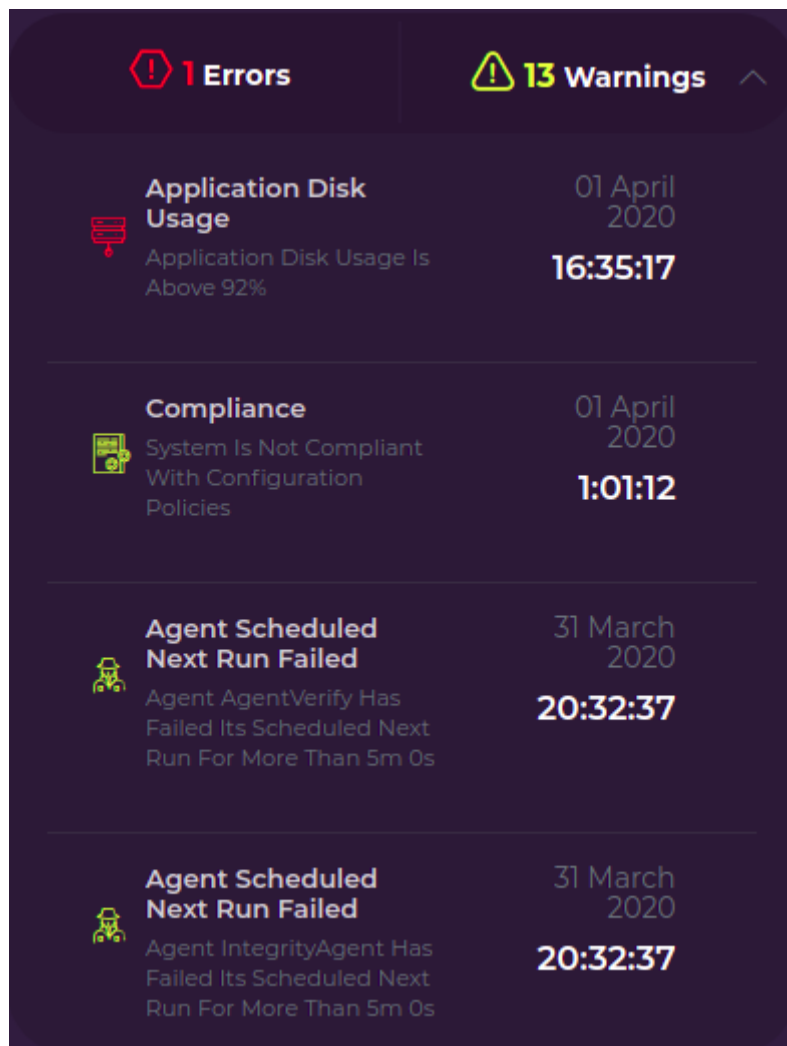 1 Errors
13 Warnings
Application Disk
Usage
Application Disk Usage Is
Above 92%
01 April
2020
16:35:17
Compliance
System Is Not Compliant
With Configuration
Policies
01 April
2020
1:01:12
Agent Scheduled
Next Run Failed
Agent AgentVerify Has
Failed Its Scheduled Next
Run For More Than 5m 0s
31 March
2020
20:32:37
Agent Scheduled
Next Run Failed
Agent IntegrityAgent Has
Failed Its Scheduled Next
Run For More Than 5m 0s
31 March
2020
20:32:37